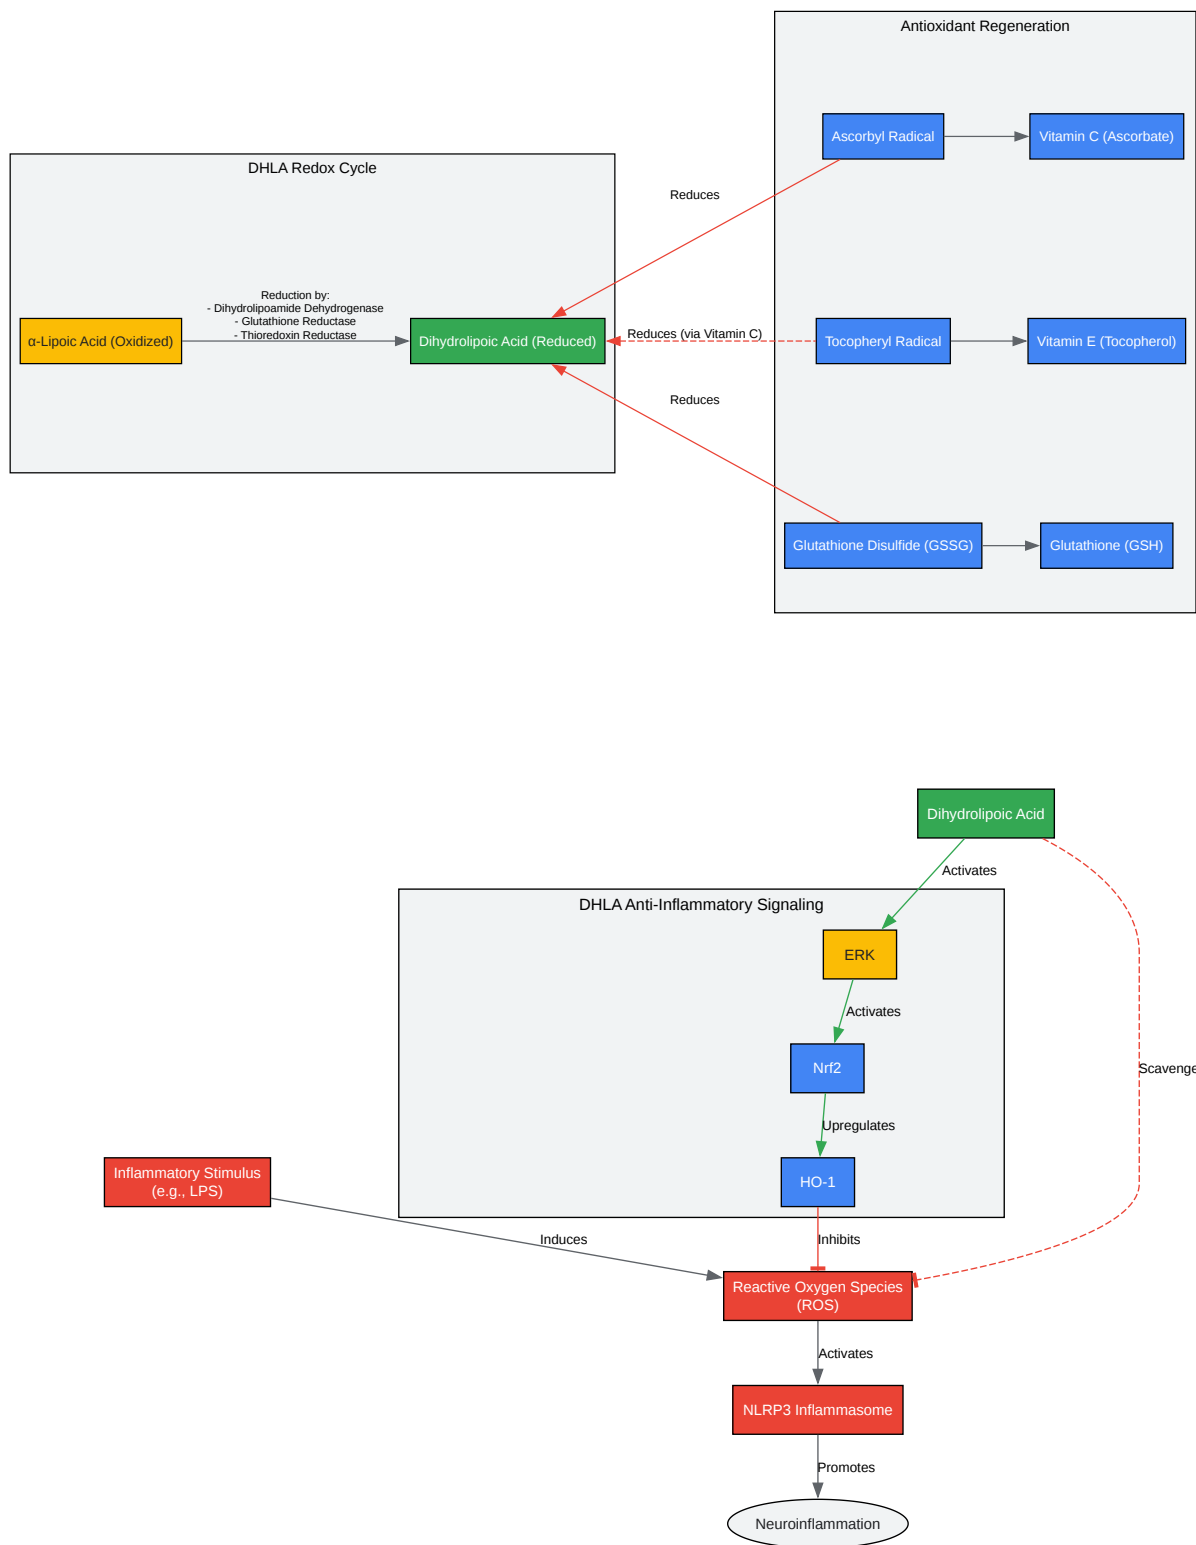 Antioxidant Regeneration
Ascorbyl Radical
Vitamin C (Ascorbate)
DHLA Redox Cycle
Reduces
Reduction by:
- Dihydrolipoamide Dehydrogenase
- Glutathione Reductase
- Thioredoxin Reductase
α-Lipoic Acid (Oxidized)
Dihydrolipoic Acid (Reduced)
Reduces (via Vitamin C)
Tocopheryl Radical
Vitamin E (Tocopherol)
Reduces
Glutathione Disulfide (GSSG)
Glutathione (GSH)
Dihydrolipoic Acid
Activates
DHLA Anti-Inflammatory Signaling
ERK
Activates
Nrf2
Scavenge
Upregulates
Inflammatory Stimulus
(e.g., LPS)
HO-1
Induces
Inhibits
Reactive Oxygen Species
(ROS)
Activates
NLRP3 Inflammasome
Promotes
Neuroinflammation